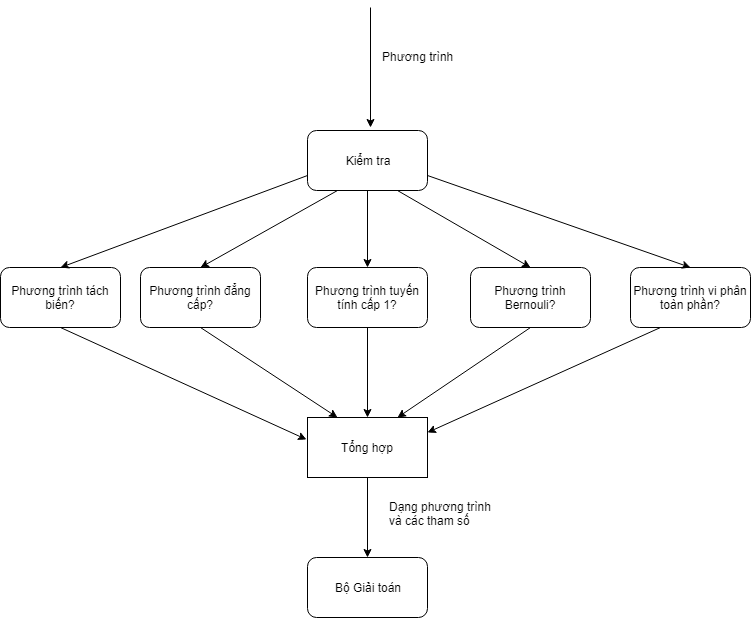 Phương trình
Kiểm tra
Phương trình tách
biến?
Phương trình đẳng
cấp?
Phương trình tuyến
tính cấp 1?
Phương trình
Bernouli?
Phương trình vi phân
toàn phần?
Tổng hợp
Dạng phương trình
và các tham số
Bộ Giải toán